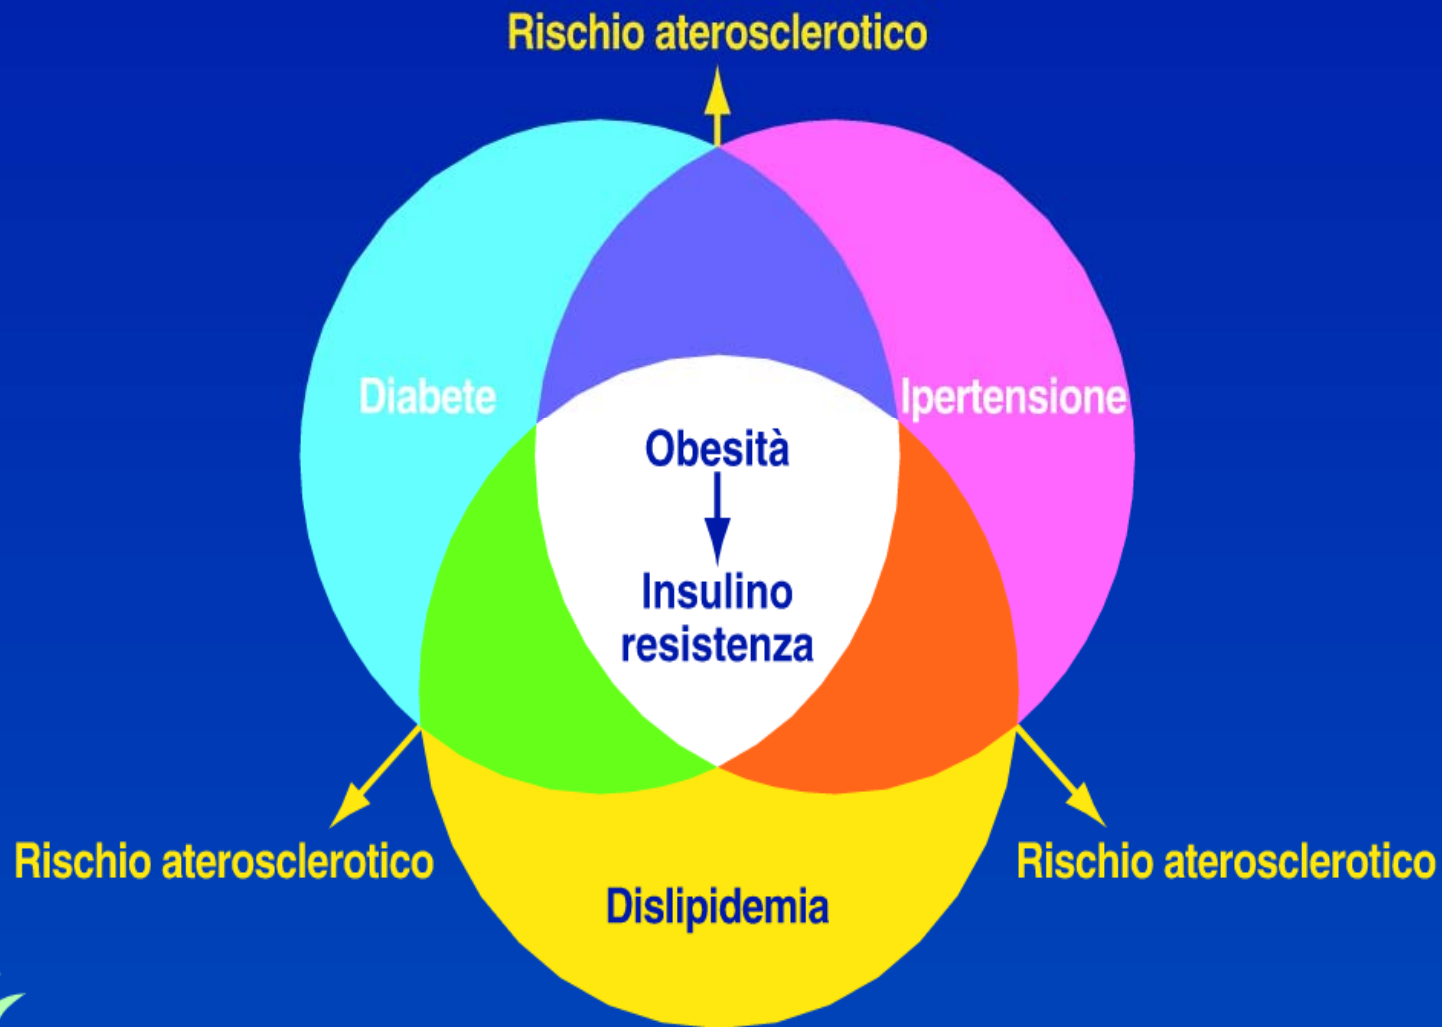 Rischio aterosclerotico
Diabete
Ipertensione
Obesità
Insulino
resistenza
Rischio aterosclerotico
Rischio aterosclerotico
Dislipidemia